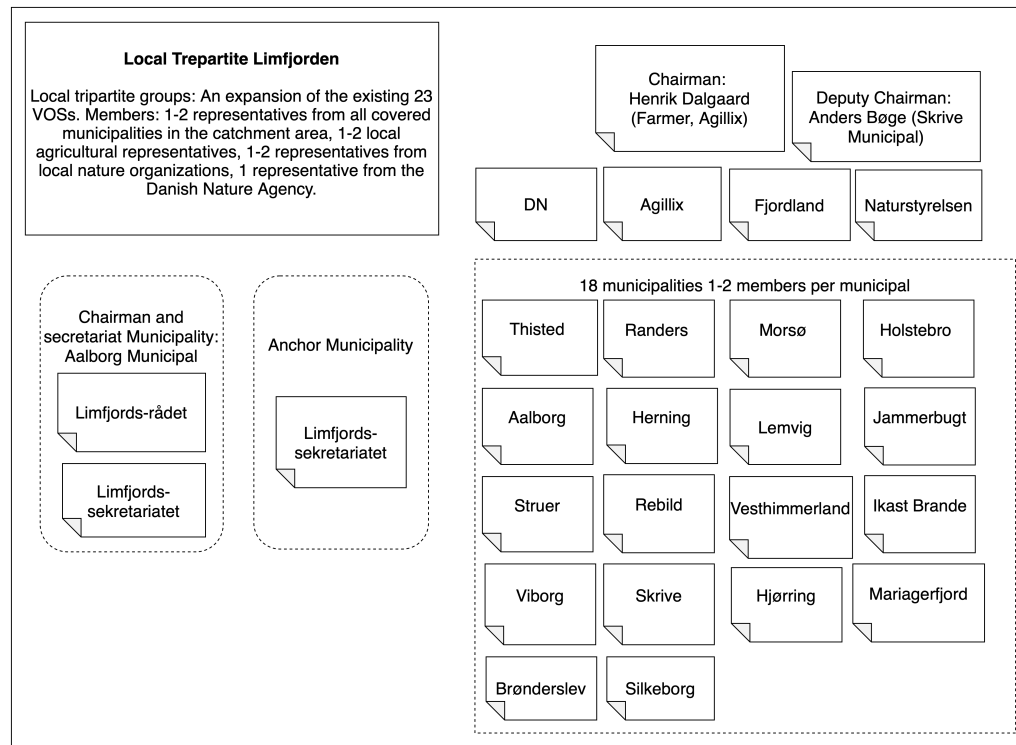 Local Trepartite Limfjorden
Local tripartite groups: An expansion of the existing 23
VOSs. Members: 1-2 representatives from all covered
municipalities in the catchment area, 1-2 local
agricultural representatives, 1-2 representatives from
local nature organizations, 1 representative from the
Danish Nature Agency.
Chairman:
Henrik Dalgaard
(Farmer, Agillix)
Deputy Chairman:
Anders Bøge (Skrive
Municipal)
DN
Agillix
Fjordland
Naturstyrelsen
Chairman and
secretariat Municipality:
Aalborg Municipal
Limfjords-rådet
Limfjords-
sekretariatet
Anchor Municipality
Limfjords-
sekretariatet
18 municipalities 1-2 members per municipal
Thisted
Randers
Morsø
Holstebro
Aalborg
Herning
Lemvig
Jammerbugt
Struer
Rebild
Vesthimmerland
Ikast Brande
Viborg
Skrive
Hjørring
Mariagerfjord
Brønderslev
Silkeborg